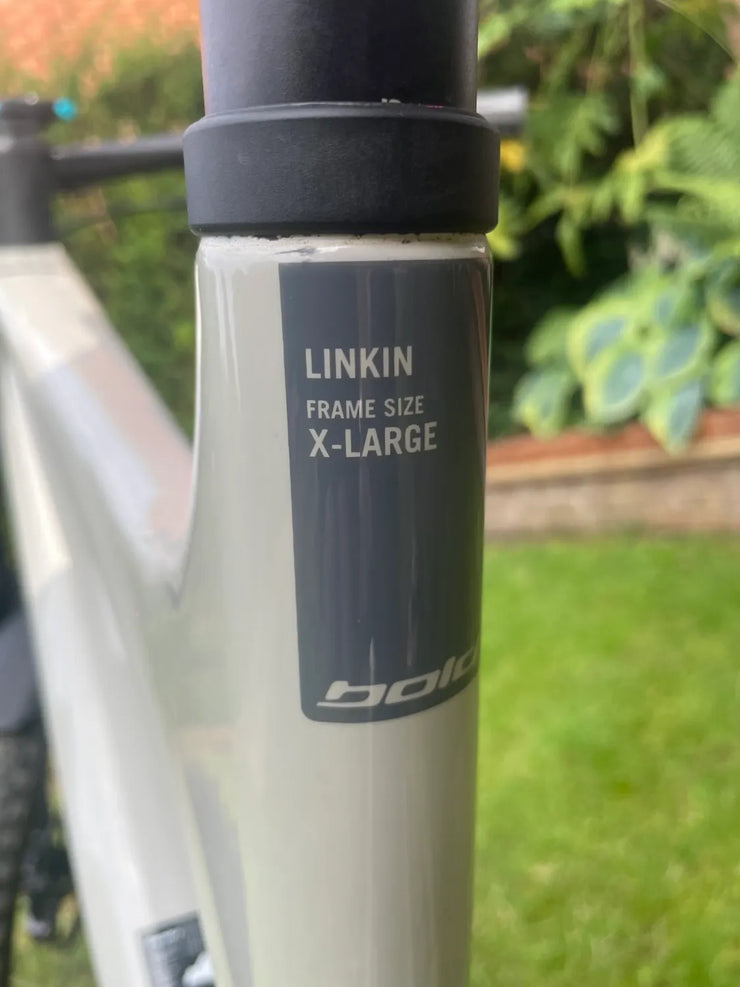 LINKIN
FRAME SIZE
X-LARGE
bold